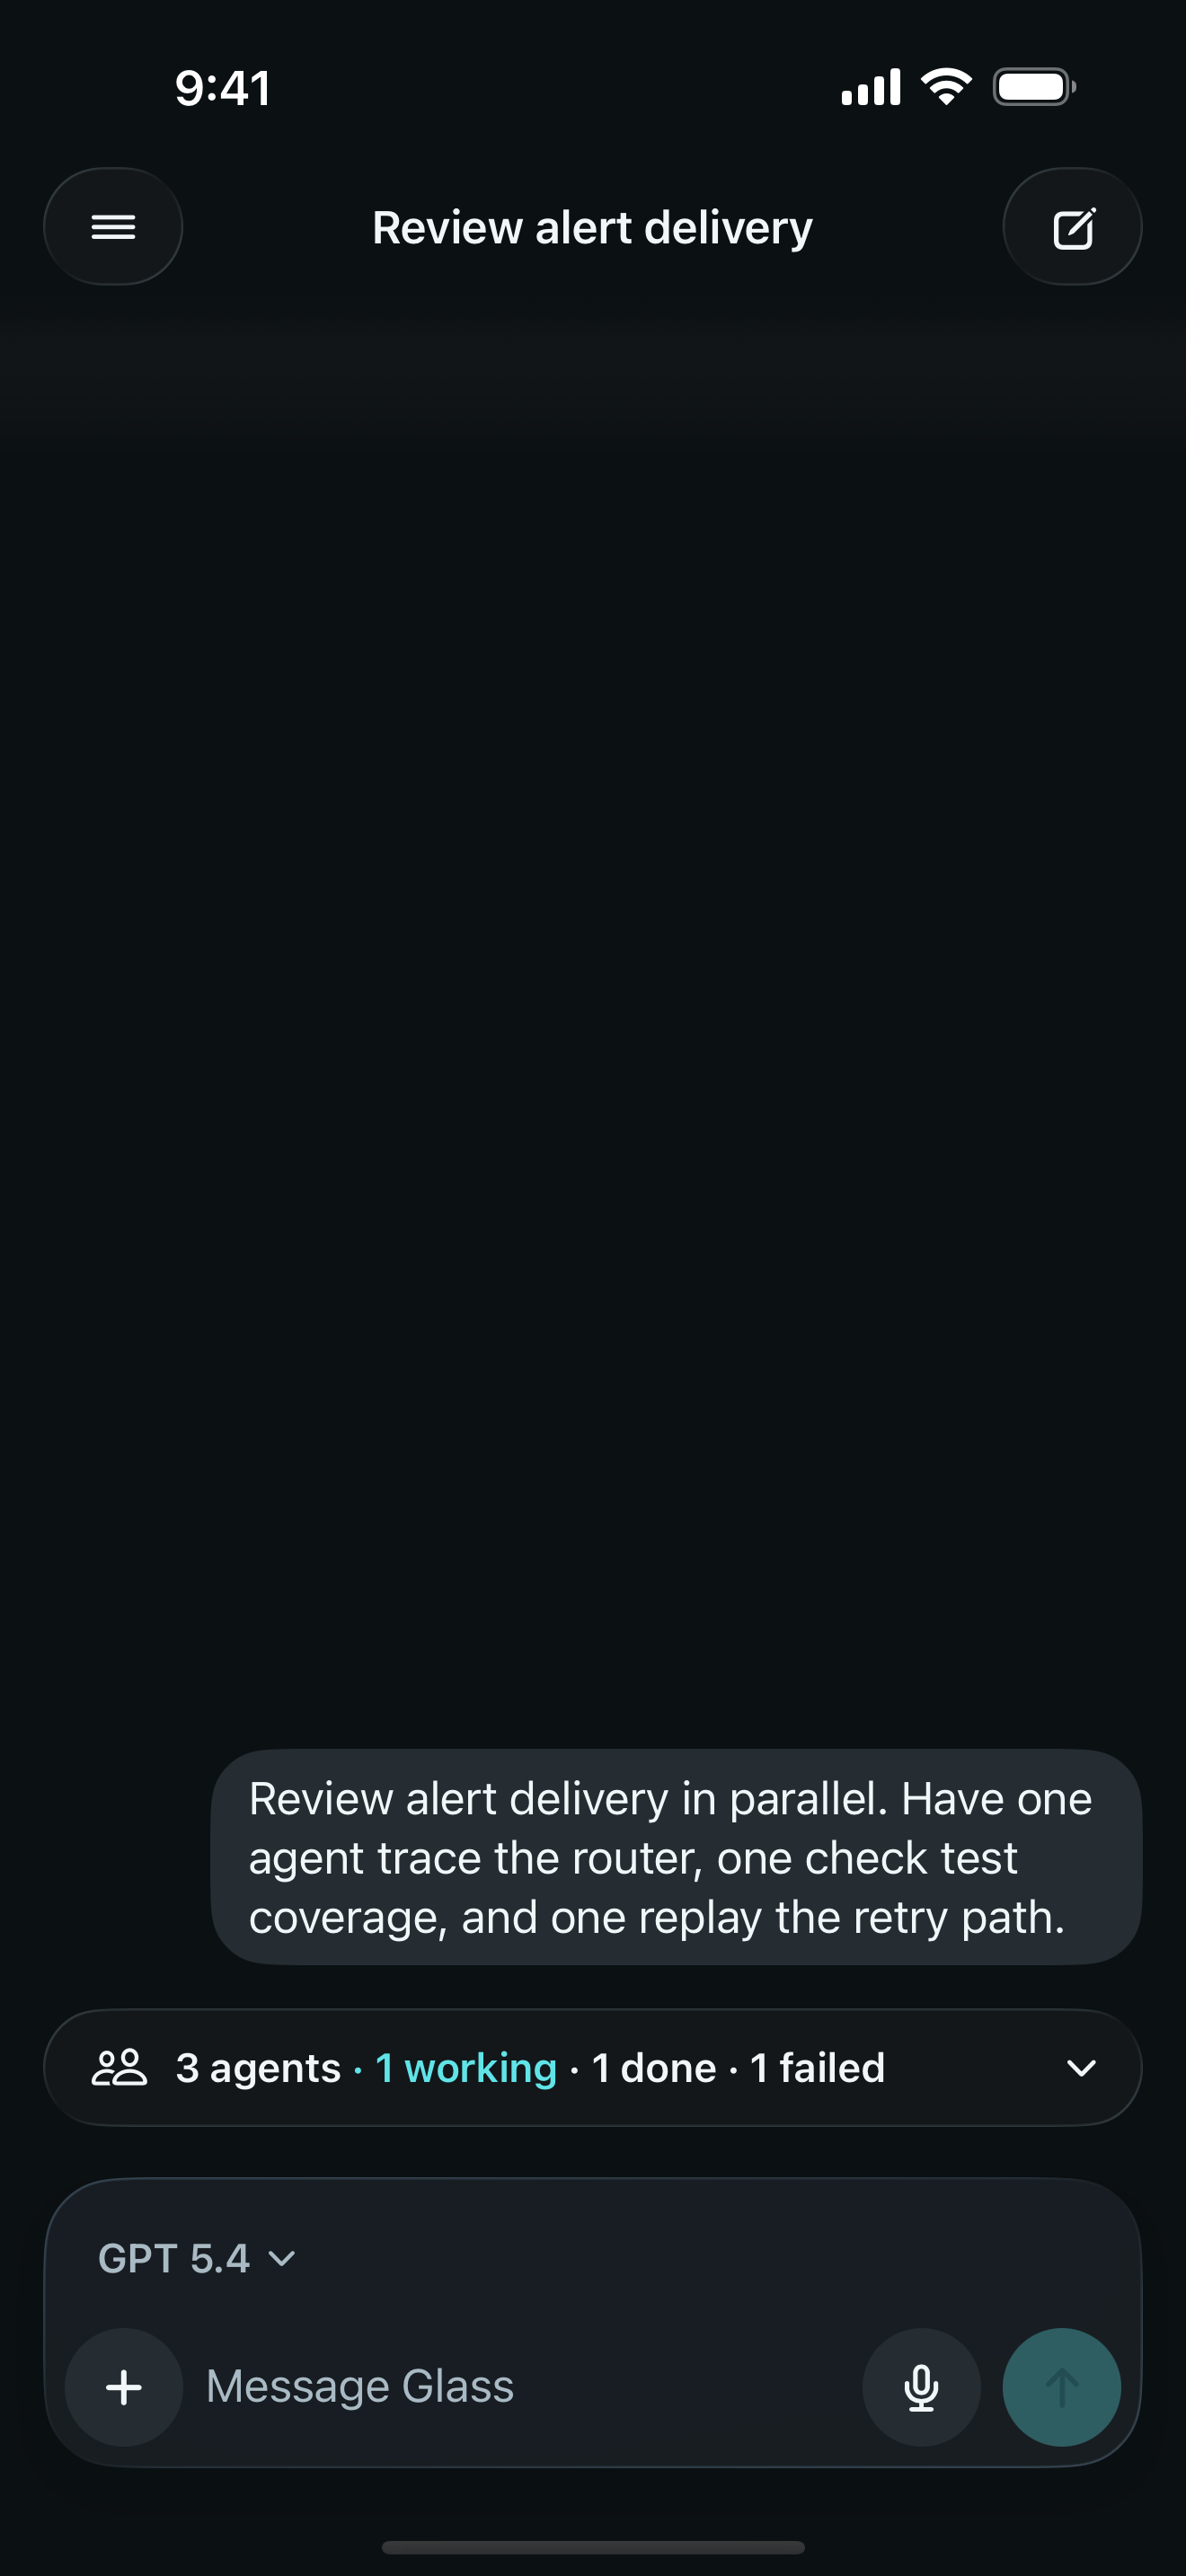 9:41
Review alert delivery
Review alert delivery in parallel. Have one
agent trace the router, one check test
coverage, and one replay the retry path.
3 agents · 1 working · 1 done · 1 failed
GPT 5.4
Message Glass